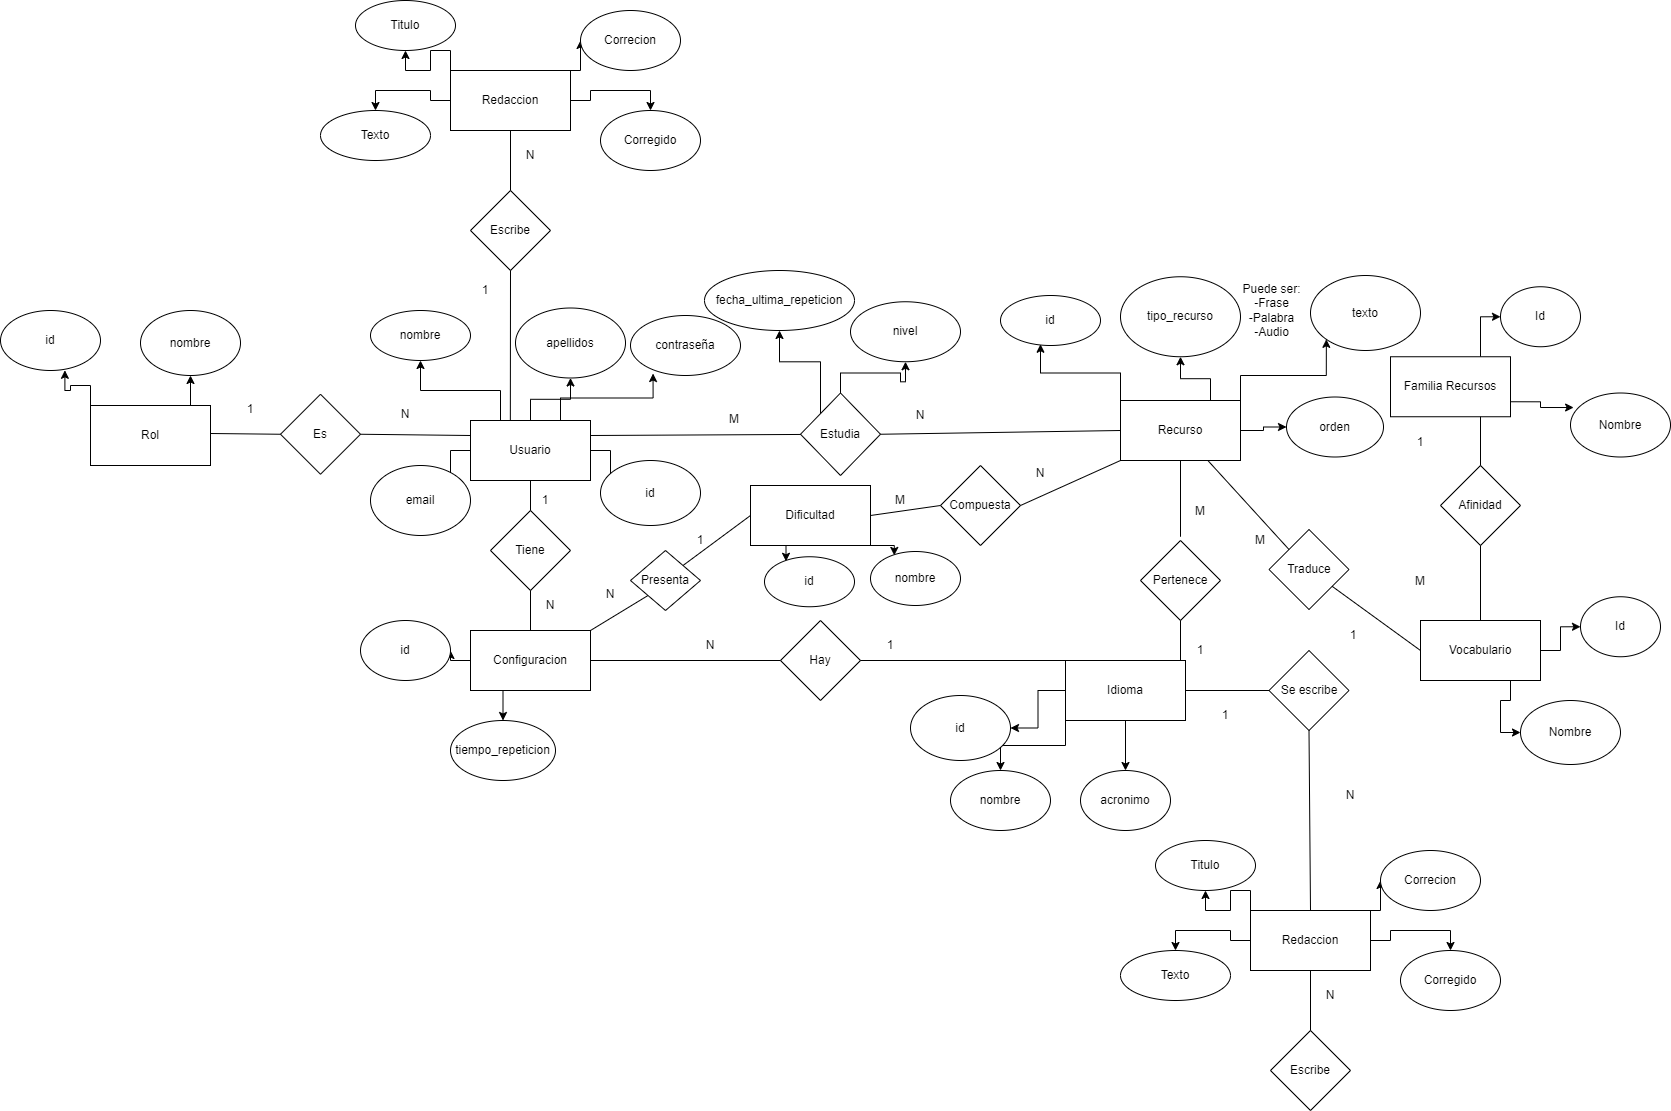 Titulo
Correcion
Redaccion
Texto
Corregido
N
Escribe
1
id
nombre
Rol
1
Es
N
nombre
apellidos
contraseña
Usuario
email
id
fecha_ultima_repeticion
nivel
M
Estudia
N
id
tipo_recurso
Puede ser:
-Frase
-Palabra
-Audio
texto
Recurso
orden
Id
Familia Recursos
Nombre
1
Afinidad
M
1
Tiene
N
Dificultad
M
Compuesta
N
id
nombre
1
Presenta
N
M
Pertenece
1
M
Traduce
1
Vocabulario
Id
Nombre
id
Configuracion
tiempo_repeticion
N
Hay
1
Idioma
id
nombre
acronimo
1
Se escribe
N
Titulo
Correcion
Redaccion
Texto
Corregido
N
Escribe